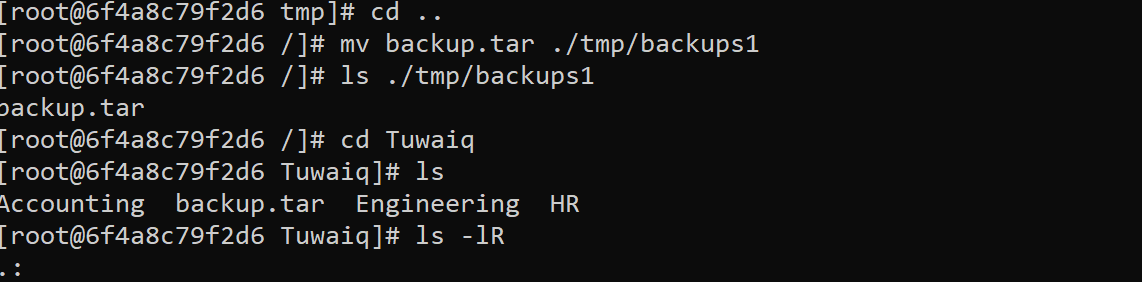 [root@6f4a8c79f2d6 tmp]# cd ..
[root@6f4a8c79f2d6 /]# mv backup.tar ./tmp/backups1
[root@6f4a8c79f2d6 /]# ls ./tmp/backups1
backup.tar
[root@6f4a8c79f2d6 /]# cd Tuwaiq
[root@6f4a8c79f2d6 Tuwaiq]# ls
Accounting  backup.tar  Engineering  HR
[root@6f4a8c79f2d6 Tuwaiq]# ls -lR
.: